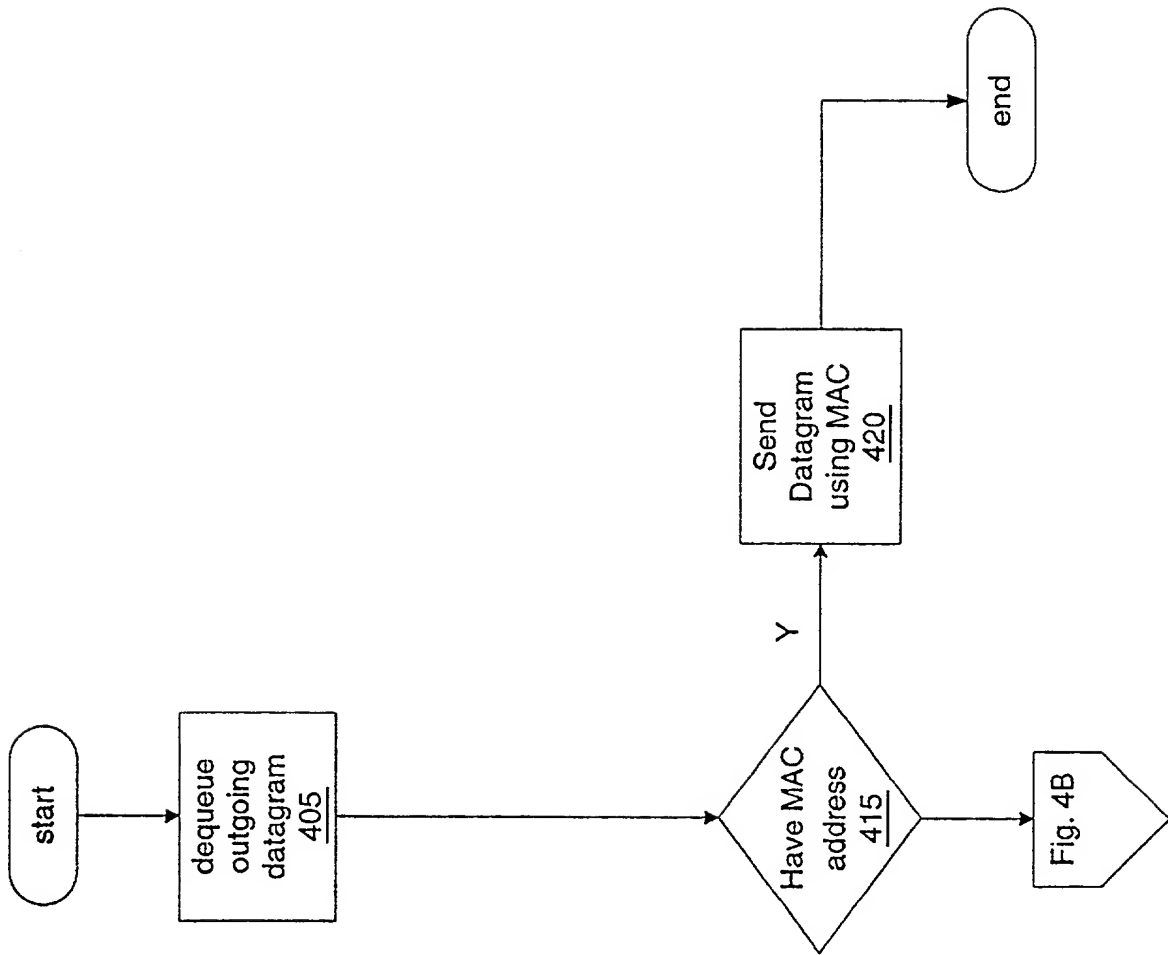 start
dequeue
outgoing
datagram
405
Have MAC
address
415
Y
Send
Datagram
using MAC
420
end
Fig. 4B